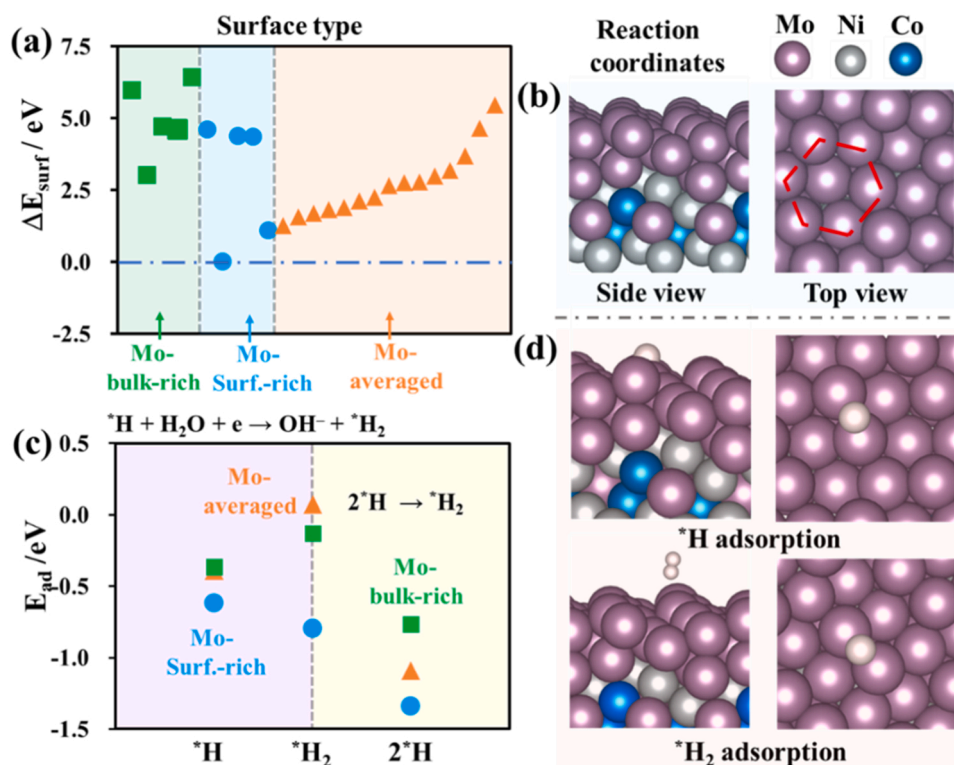 (a)
Surface type
ΔE_surf / eV
7.5
5.0
2.5
0.0
-2.5
Mo-
bulk-rich
Mo-
Surf.-rich
Mo-
averaged
Reaction
coordinates
Mo Ni Co
(b)
Side view
Top view
(c)
*H + H₂O + e → OH⁻ + *H₂
E_ad /eV
0.5
0.0
-0.5
-1.0
-1.5
Mo-
averaged
2*H → *H₂
Mo-
bulk-rich
Mo-
Surf.-rich
*H *H₂ 2*H
(d)
*H adsorption
*H₂ adsorption